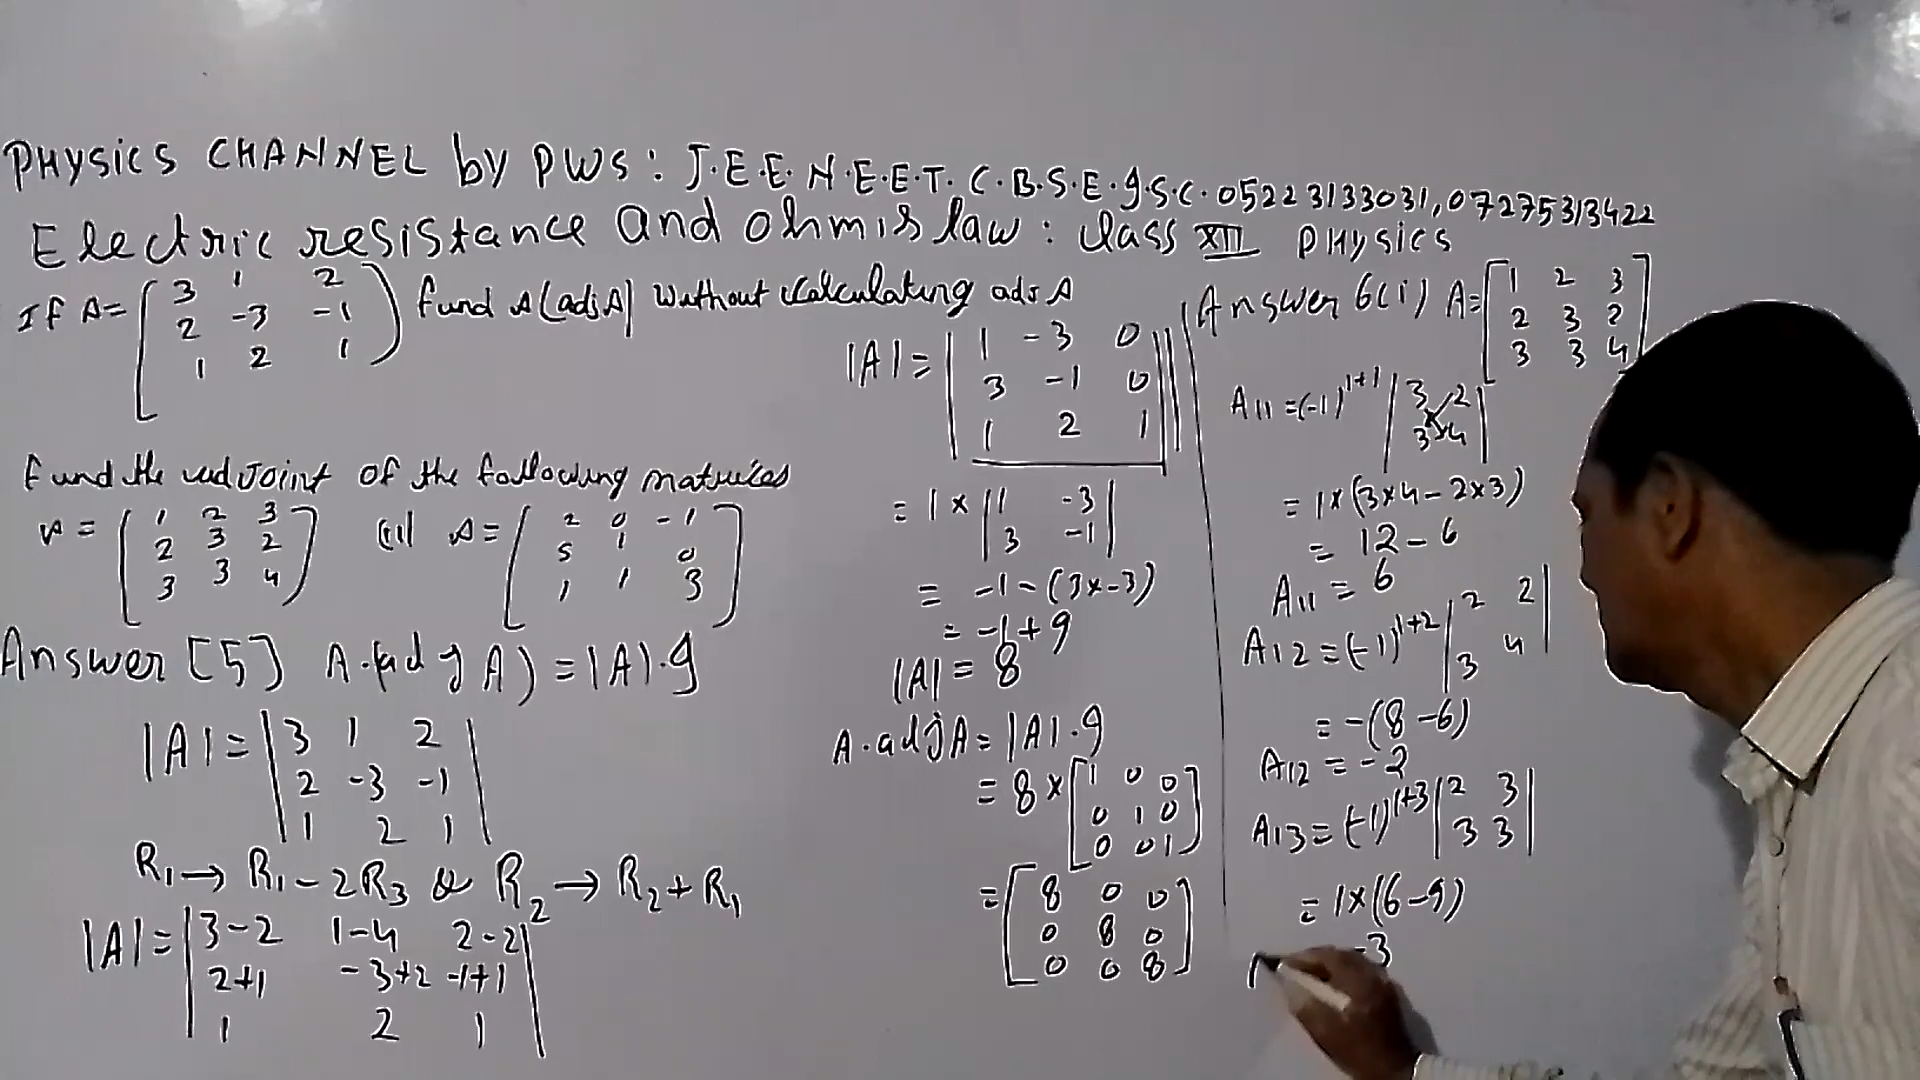 PHYSICS CHANNEL by PWS : J.E.E. N.E.E.T. C.B.S.E. I.S.C. 05223133031, 07275313422
Electric resistance And ohmis law : Class XII PHYSICS
If A = [ 3 1 2
2 -3 -1
1 2 1 ) find A(adjA) without calculating adj A
find the adjoint of the following matrices
A = [ 1 2 3
2 3 2
3 3 4 ] (ii) A = [ 2 0 -1
5 1 0
1 1 3 ]
Answer [5] A.(adj A) = |A|.I
|A| = | 3 1 2
2 -3 -1
1 2 1 |
R1 → R1 - 2R3 & R2 → R2 + R1
|A| = | 3-2 1-4 2-2
2+1 -3+2 -1+1
1 2 1 |
|A| = | 1 -3 0
3 -1 0
1 2 1 |
= 1 × | 1 -3
3 -1 |
= -1 - (3×-3)
= -1 + 9
|A| = 8
A.adjA = |A|.I
= 8 × [ 1 0 0
0 1 0
0 0 1 ]
= [ 8 0 0
0 8 0
0 0 8 ]
Answer 6(i) A = [ 1 2 3
2 3 2
3 3 4 ]
A11 = (-1)^1+1 | 3 2
3 4 |
= 1×(3×4 - 2×3)
= 12 - 6
A11 = 6
A12 = (-1)^1+2 | 2 2
3 4 |
= -(8-6)
A12 = -2
A13 = (-1)^1+3 | 2 3
3 3 |
= 1×(6-9)
-3